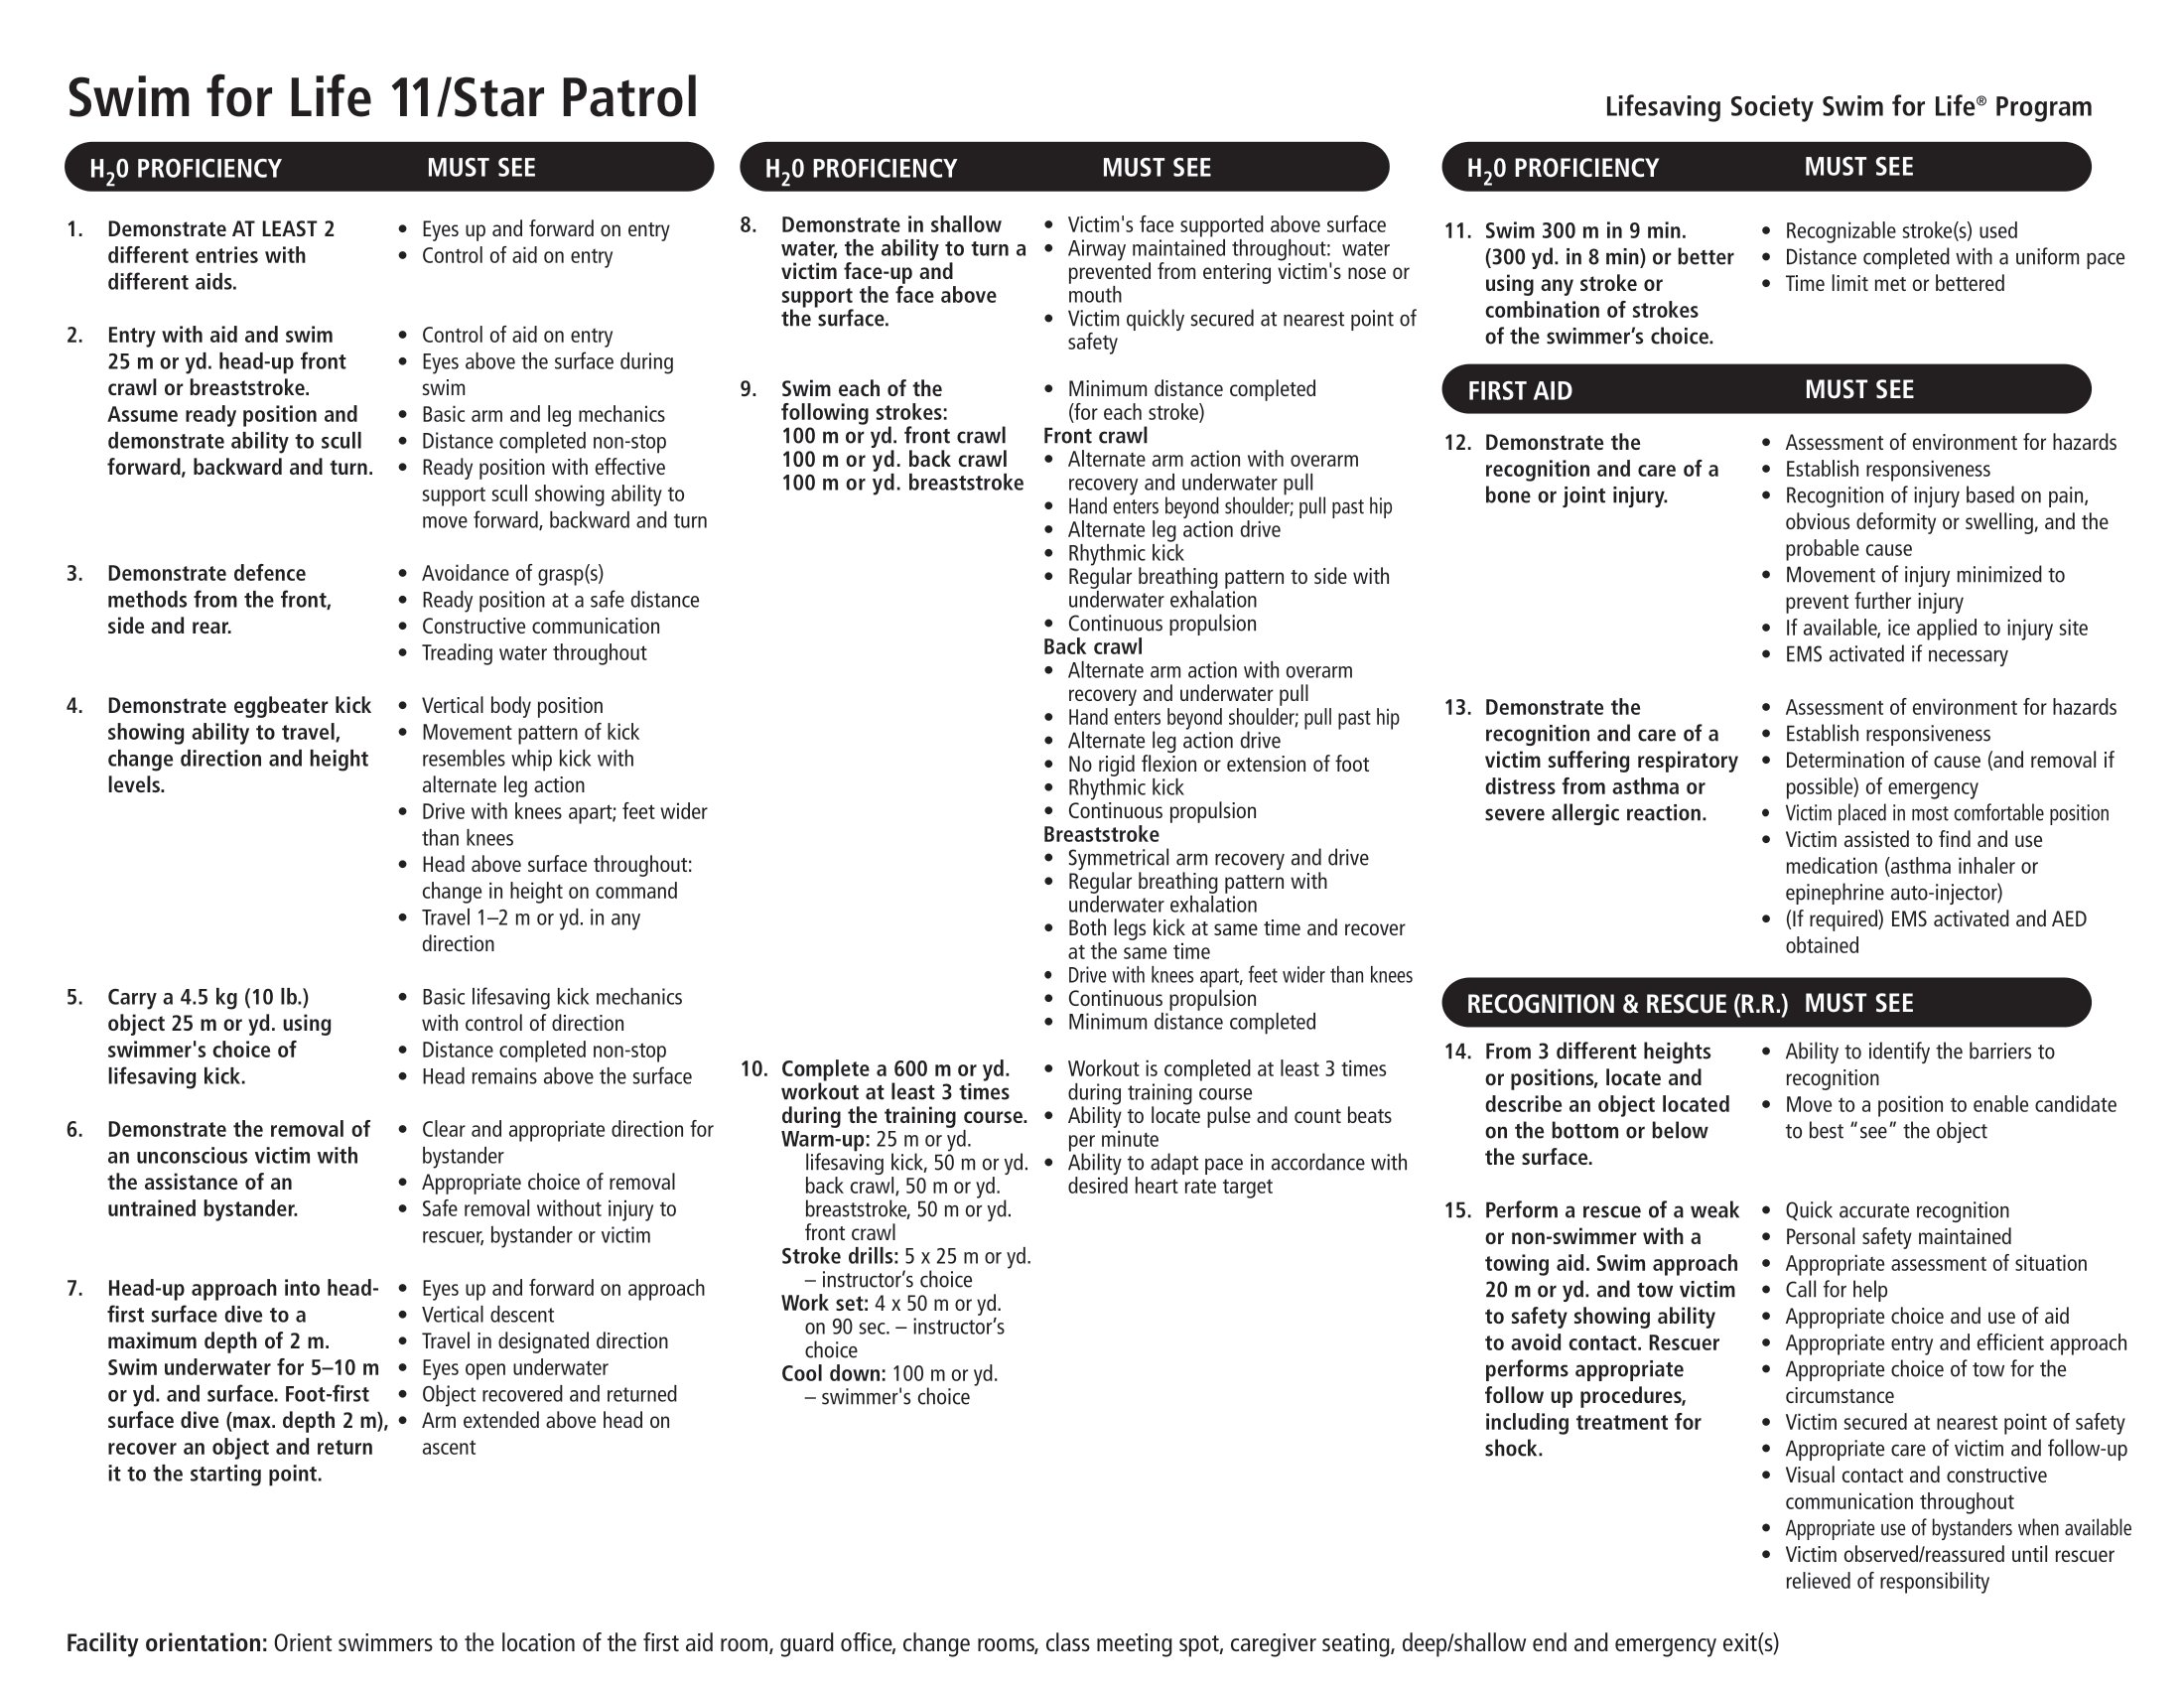 Swim for Life 11/Star Patrol
Lifesaving Society Swim for Life® Program
H₂0 PROFICIENCY MUST SEE
1. Demonstrate AT LEAST 2
different entries with
different aids.
• Eyes up and forward on entry
• Control of aid on entry
2. Entry with aid and swim
25 m or yd. head-up front
crawl or breaststroke.
Assume ready position and
demonstrate ability to scull
forward, backward and turn.
• Control of aid on entry
• Eyes above the surface during
swim
• Basic arm and leg mechanics
• Distance completed non-stop
• Ready position with effective
support scull showing ability to
move forward, backward and turn
3. Demonstrate defence
methods from the front,
side and rear.
• Avoidance of grasp(s)
• Ready position at a safe distance
• Constructive communication
• Treading water throughout
4. Demonstrate eggbeater kick
showing ability to travel,
change direction and height
levels.
• Vertical body position
• Movement pattern of kick
resembles whip kick with
alternate leg action
• Drive with knees apart; feet wider
than knees
• Head above surface throughout:
change in height on command
• Travel 1–2 m or yd. in any
direction
5. Carry a 4.5 kg (10 lb.)
object 25 m or yd. using
swimmer's choice of
lifesaving kick.
• Basic lifesaving kick mechanics
with control of direction
• Distance completed non-stop
• Head remains above the surface
6. Demonstrate the removal of
an unconscious victim with
the assistance of an
untrained bystander.
• Clear and appropriate direction for
bystander
• Appropriate choice of removal
• Safe removal without injury to
rescuer, bystander or victim
7. Head-up approach into head-
first surface dive to a
maximum depth of 2 m.
Swim underwater for 5–10 m
or yd. and surface. Foot-first
surface dive (max. depth 2 m),
recover an object and return
it to the starting point.
• Eyes up and forward on approach
• Vertical descent
• Travel in designated direction
• Eyes open underwater
• Object recovered and returned
• Arm extended above head on
ascent
H₂0 PROFICIENCY MUST SEE
8. Demonstrate in shallow
water, the ability to turn a
victim face-up and
support the face above
the surface.
• Victim's face supported above surface
• Airway maintained throughout: water
prevented from entering victim's nose or
mouth
• Victim quickly secured at nearest point of
safety
9. Swim each of the
following strokes:
100 m or yd. front crawl
100 m or yd. back crawl
100 m or yd. breaststroke
• Minimum distance completed
(for each stroke)
Front crawl
• Alternate arm action with overarm
recovery and underwater pull
• Hand enters beyond shoulder; pull past hip
• Alternate leg action drive
• Rhythmic kick
• Regular breathing pattern to side with
underwater exhalation
• Continuous propulsion
Back crawl
• Alternate arm action with overarm
recovery and underwater pull
• Hand enters beyond shoulder; pull past hip
• Alternate leg action drive
• No rigid flexion or extension of foot
• Rhythmic kick
• Continuous propulsion
Breaststroke
• Symmetrical arm recovery and drive
• Regular breathing pattern with
underwater exhalation
• Both legs kick at same time and recover
at the same time
• Drive with knees apart, feet wider than knees
• Continuous propulsion
• Minimum distance completed
10. Complete a 600 m or yd.
workout at least 3 times
during the training course.
Warm-up: 25 m or yd.
lifesaving kick, 50 m or yd.
back crawl, 50 m or yd.
breaststroke, 50 m or yd.
front crawl
Stroke drills: 5 x 25 m or yd.
– instructor's choice
Work set: 4 x 50 m or yd.
on 90 sec. – instructor's
choice
Cool down: 100 m or yd.
– swimmer's choice
• Workout is completed at least 3 times
during training course
• Ability to locate pulse and count beats
per minute
• Ability to adapt pace in accordance with
desired heart rate target
H₂0 PROFICIENCY MUST SEE
11. Swim 300 m in 9 min.
(300 yd. in 8 min) or better
using any stroke or
combination of strokes
of the swimmer's choice.
• Recognizable stroke(s) used
• Distance completed with a uniform pace
• Time limit met or bettered
FIRST AID MUST SEE
12. Demonstrate the
recognition and care of a
bone or joint injury.
• Assessment of environment for hazards
• Establish responsiveness
• Recognition of injury based on pain,
obvious deformity or swelling, and the
probable cause
• Movement of injury minimized to
prevent further injury
• If available, ice applied to injury site
• EMS activated if necessary
13. Demonstrate the
recognition and care of a
victim suffering respiratory
distress from asthma or
severe allergic reaction.
• Assessment of environment for hazards
• Establish responsiveness
• Determination of cause (and removal if
possible) of emergency
• Victim placed in most comfortable position
• Victim assisted to find and use
medication (asthma inhaler or
epinephrine auto-injector)
• (If required) EMS activated and AED
obtained
RECOGNITION & RESCUE (R.R.) MUST SEE
14. From 3 different heights
or positions, locate and
describe an object located
on the bottom or below
the surface.
• Ability to identify the barriers to
recognition
• Move to a position to enable candidate
to best “see” the object
15. Perform a rescue of a weak
or non-swimmer with a
towing aid. Swim approach
20 m or yd. and tow victim
to safety showing ability
to avoid contact. Rescuer
performs appropriate
follow up procedures,
including treatment for
shock.
• Quick accurate recognition
• Personal safety maintained
• Appropriate assessment of situation
• Call for help
• Appropriate choice and use of aid
• Appropriate entry and efficient approach
• Appropriate choice of tow for the
circumstance
• Victim secured at nearest point of safety
• Appropriate care of victim and follow-up
• Visual contact and constructive
communication throughout
• Appropriate use of bystanders when available
• Victim observed/reassured until rescuer
relieved of responsibility
Facility orientation: Orient swimmers to the location of the first aid room, guard office, change rooms, class meeting spot, caregiver seating, deep/shallow end and emergency exit(s)